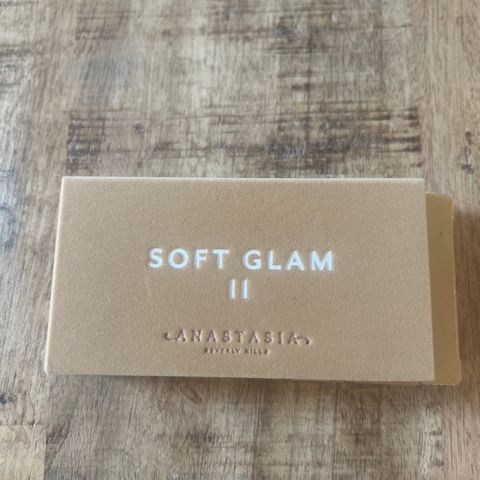 SOFT GLAM
II
ANASTASIA
BEVERLY HILLS